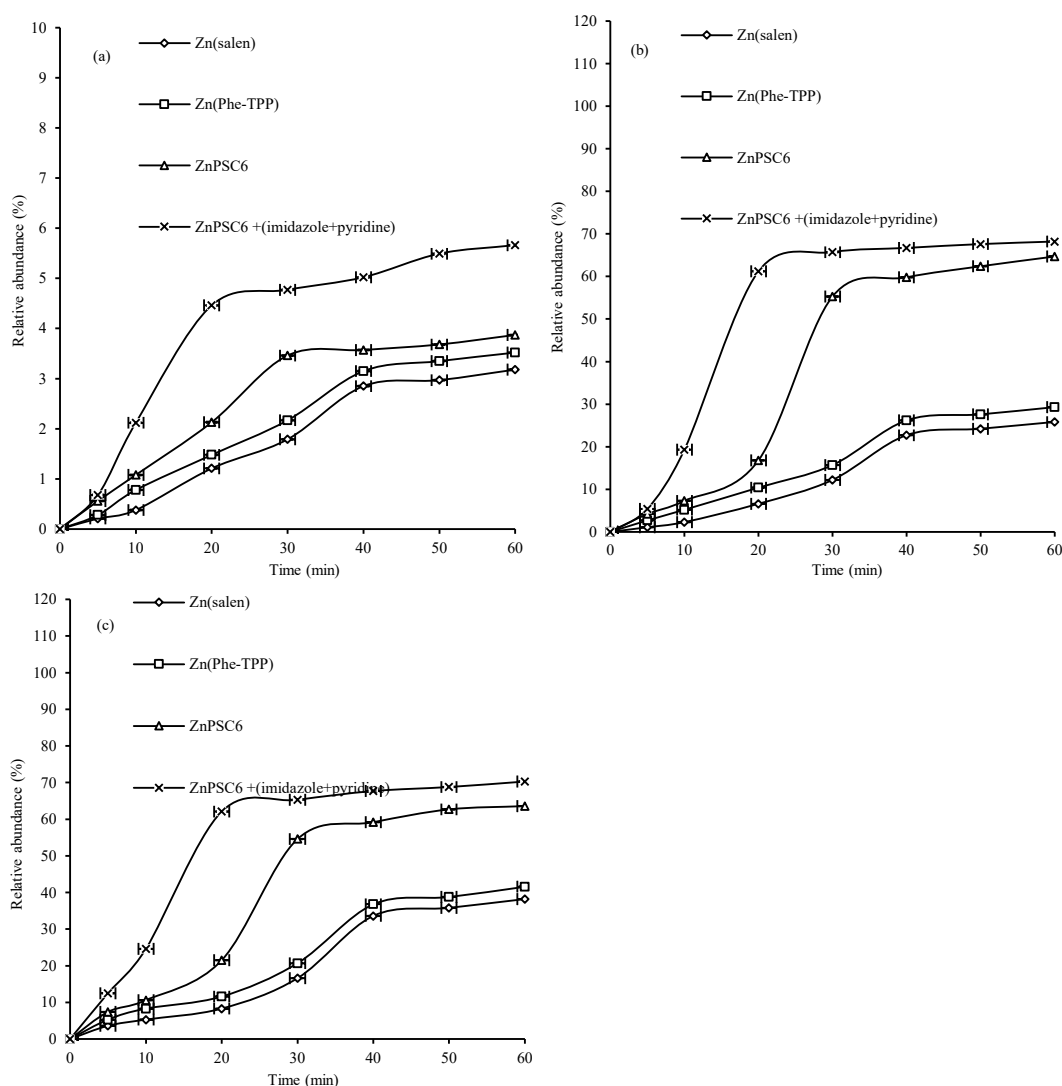 (a)
Zn(salen)
Zn(Phe-TPP)
ZnPSC6
ZnPSC6 +(imidazole+pyridine)
Relative abundance (%)
10
9
8
7
6
5
4
3
2
1
0
0 10 20 30 40 50 60
Time (min)
(b)
Zn(salen)
Zn(Phe-TPP)
ZnPSC6
ZnPSC6 +(imidazole+pyridine)
Relative abundance (%)
120
110
100
90
80
70
60
50
40
30
20
10
0
0 10 20 30 40 50 60
Time (min)
(c)
Zn(salen)
Zn(Phe-TPP)
ZnPSC6
ZnPSC6 +(imidazole+pyridine)
Relative abundance (%)
120
110
100
90
80
70
60
50
40
30
20
10
0
0 10 20 30 40 50 60
Time (min)